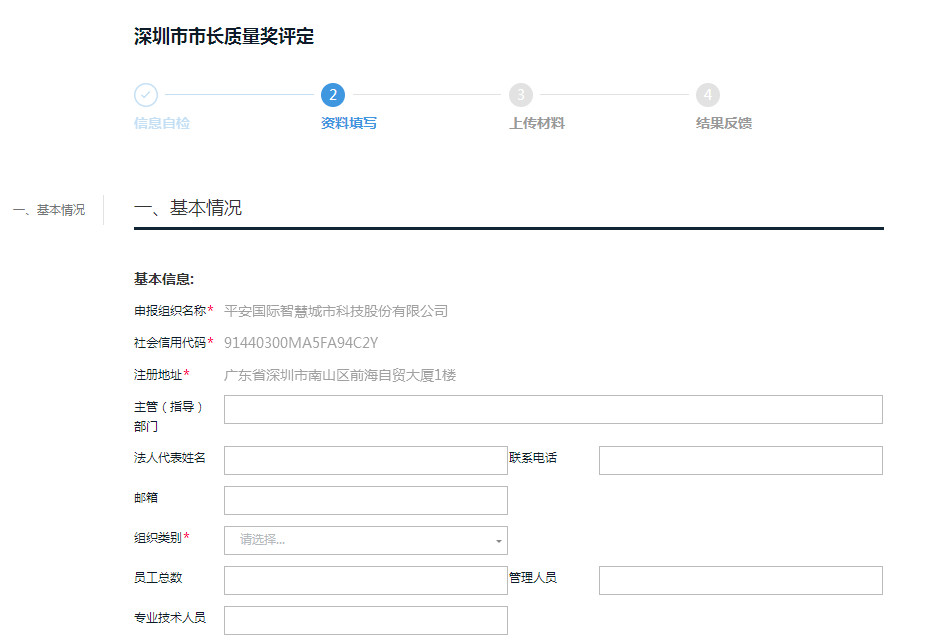 深圳市市长质量奖评定
2
3
4
信息自检
资料填写
上传材料
结果反馈
一、基本情况
一、基本情况
基本信息:
申报组织名称* 平安国际智慧城市科技股份有限公司
社会信用代码* 91440300MA5FA94C2Y
注册地址* 广东省深圳市南山区前海自贸大厦1楼
主管（指导）
部门
法人代表姓名 联系电话
邮箱
组织类别* 请选择...
员工总数 管理人员
专业技术人员